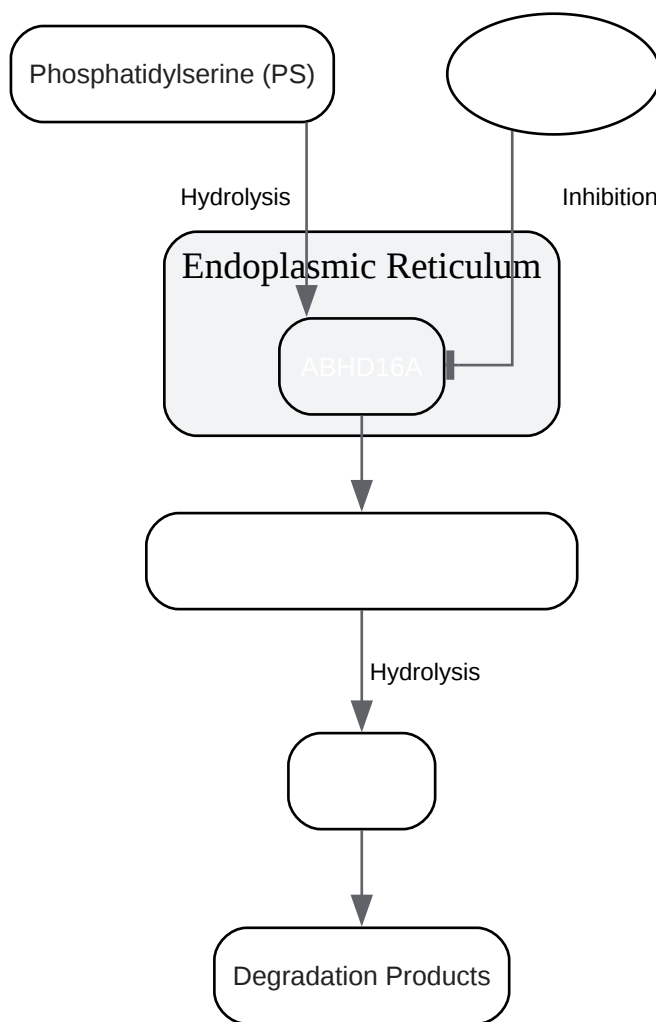 Phosphatidylserine (PS)
Hydrolysis
Inhibition
Endoplasmic Reticulum
ABHD16A
Hydrolysis
Degradation Products